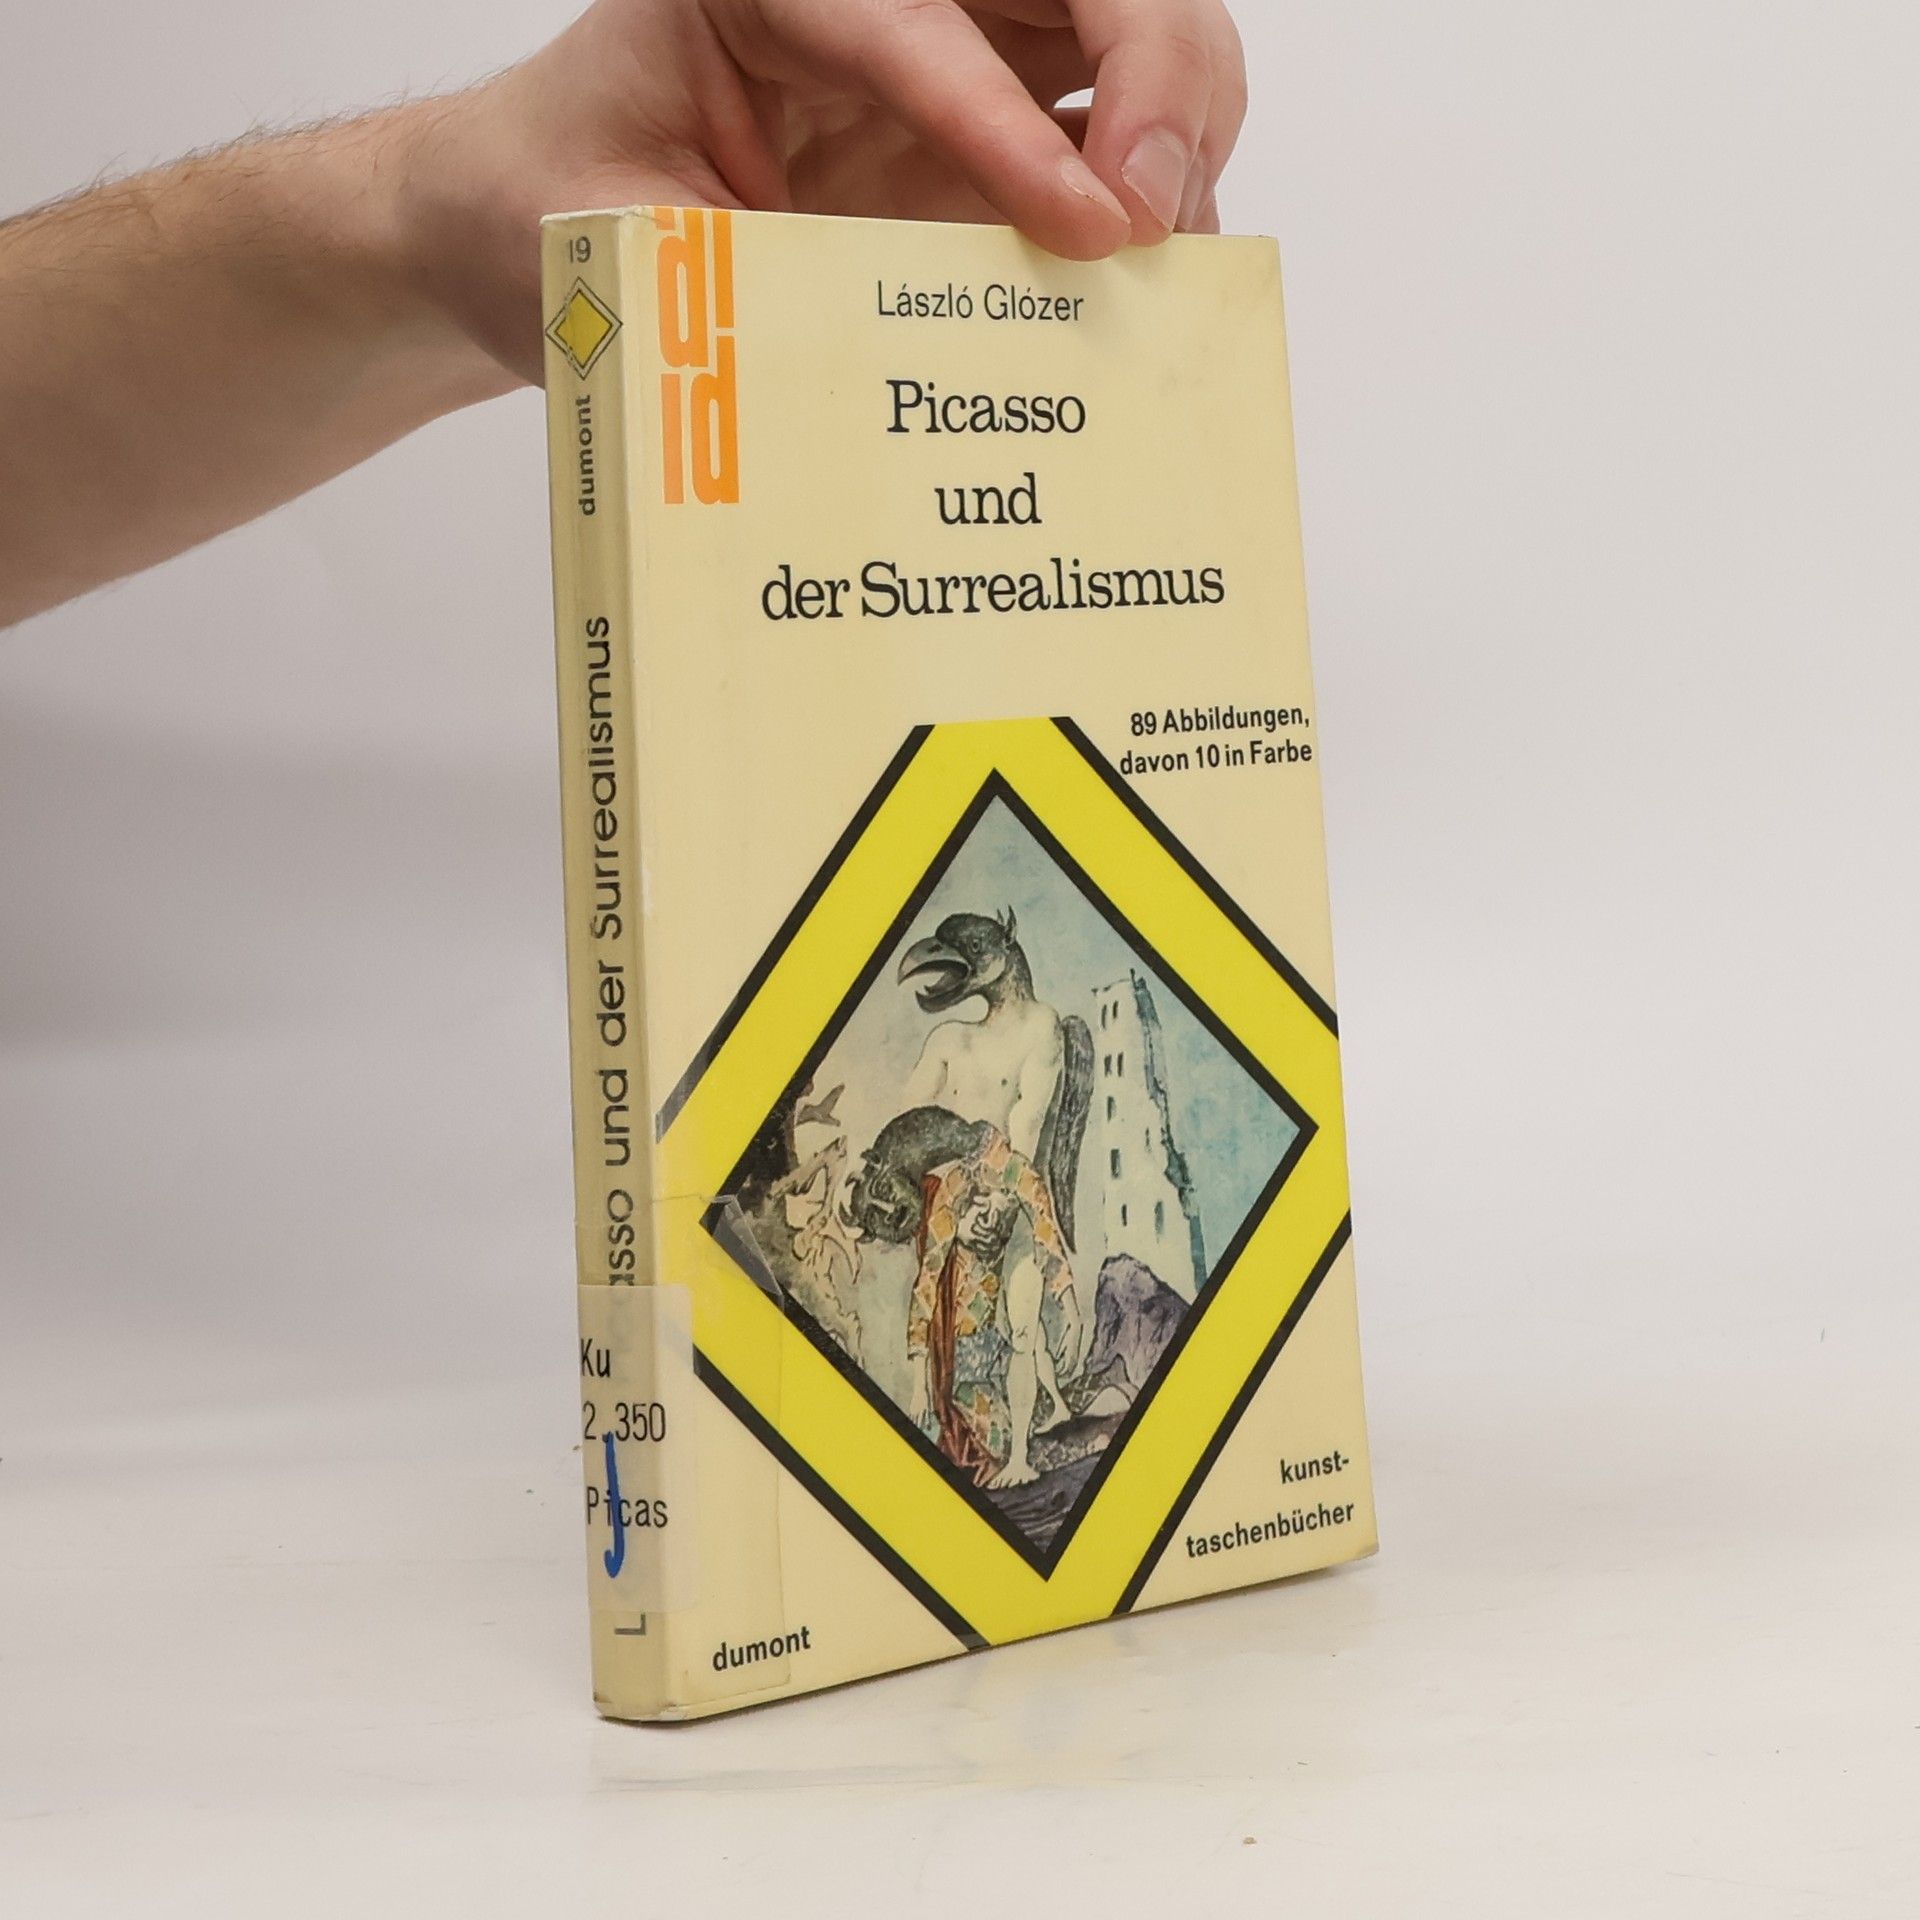 19
dumont
asso und der Surrealismus
Ku
2.350
Picas
L
László Glózer
Picasso
und
der Surrealismus
89 Abbildungen,
davon 10 in Farbe
kunst-
taschenbücher
dumont